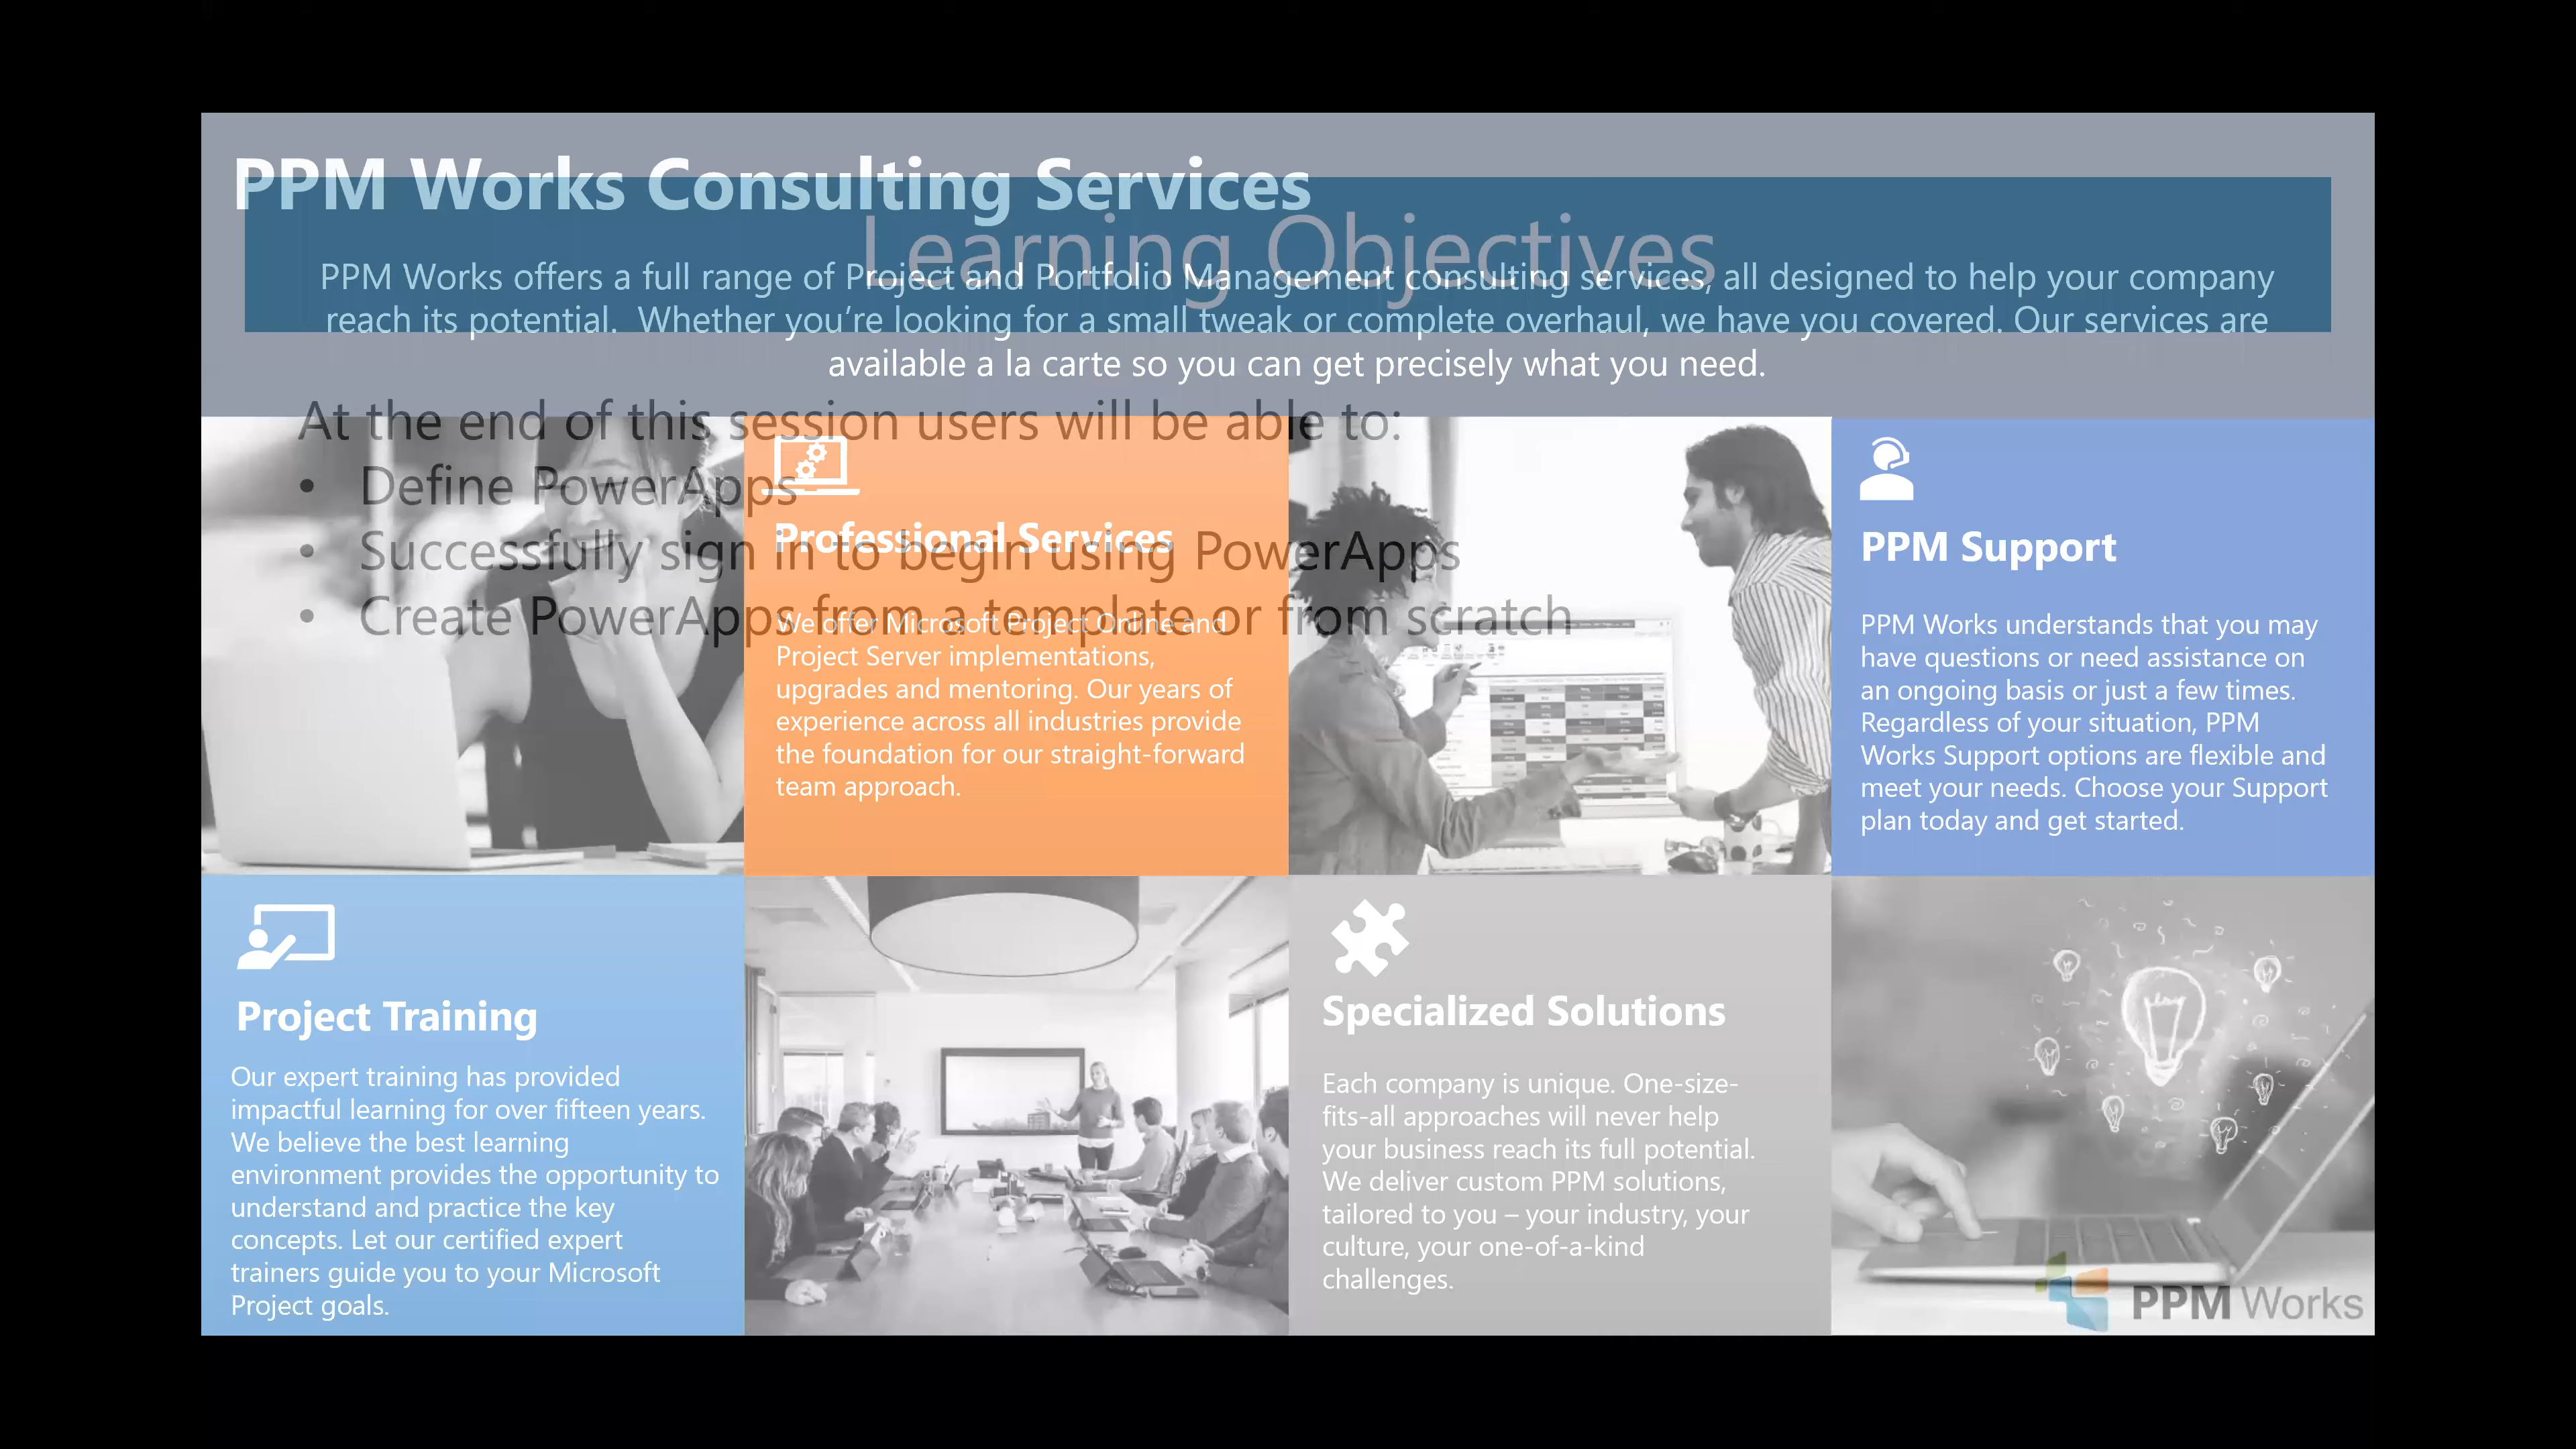 PPM Works Consulting Services
Learning Objectives
PPM Works offers a full range of Project and Portfolio Management consulting services, all designed to help your company
reach its potential.  Whether you’re looking for a small tweak or complete overhaul, we have you covered. Our services are
available a la carte so you can get precisely what you need.
At the end of this session users will be able to:
• Define PowerApps
• Successfully sign in to begin using PowerApps
• Create PowerApps from a template or from scratch
Professional Services
We offer Microsoft Project Online and
Project Server implementations,
upgrades and mentoring. Our years of
experience across all industries provide
the foundation for our straight-forward
team approach.
PPM Support
PPM Works understands that you may
have questions or need assistance on
an ongoing basis or just a few times.
Regardless of your situation, PPM
Works Support options are flexible and
meet your needs. Choose your Support
plan today and get started.
Project Training
Our expert training has provided
impactful learning for over fifteen years.
We believe the best learning
environment provides the opportunity to
understand and practice the key
concepts. Let our certified expert
trainers guide you to your Microsoft
Project goals.
Specialized Solutions
Each company is unique. One-size-
fits-all approaches will never help
your business reach its full potential.
We deliver custom PPM solutions,
tailored to you – your industry, your
culture, your one-of-a-kind
challenges.
PPM Works